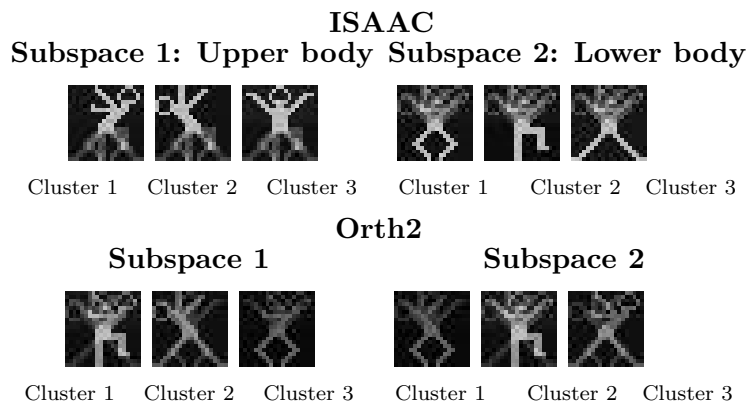 ISAAC
Subspace 1: Upper body Subspace 2: Lower body
Cluster 1 Cluster 2 Cluster 3 Cluster 1 Cluster 2 Cluster 3
Orth2
Subspace 1 Subspace 2
Cluster 1 Cluster 2 Cluster 3 Cluster 1 Cluster 2 Cluster 3